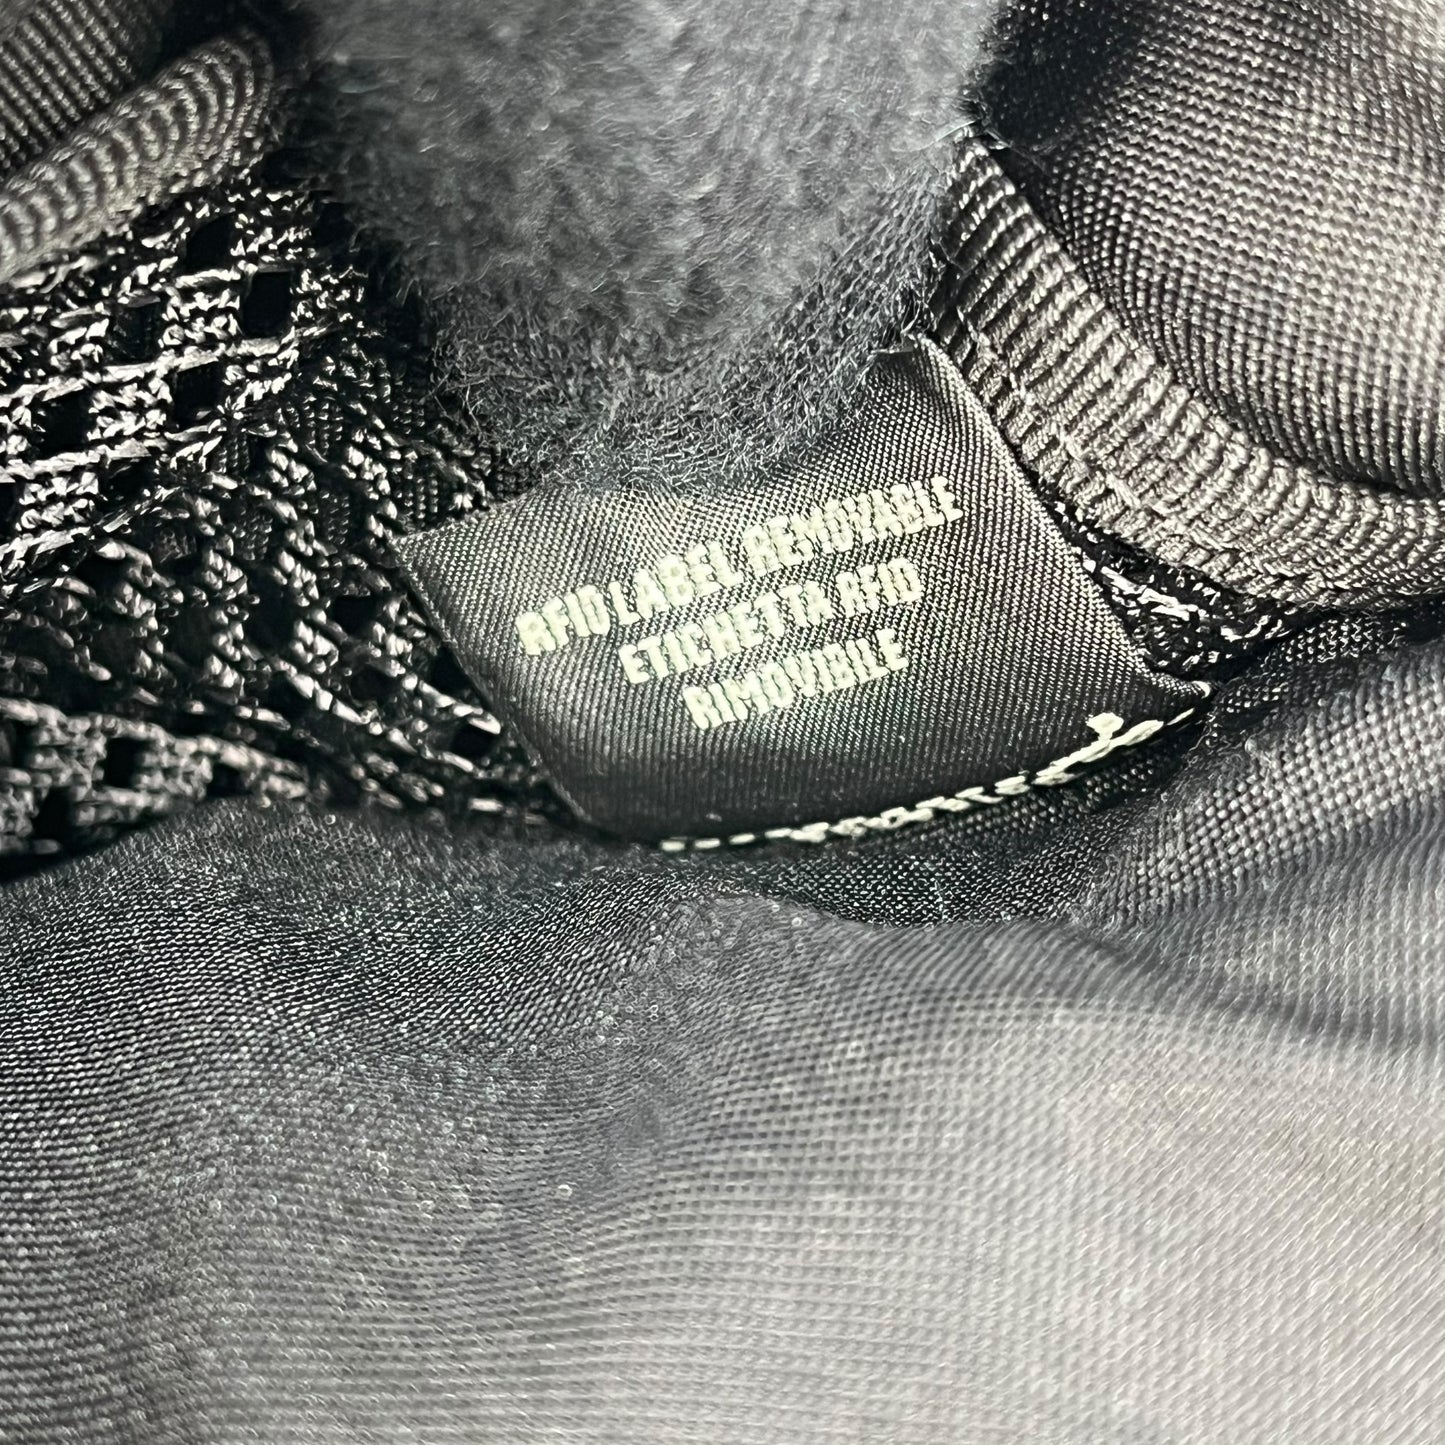 RFID LABEL REMOVABLE
ETICHETTA RFID
RIMOVIBILE